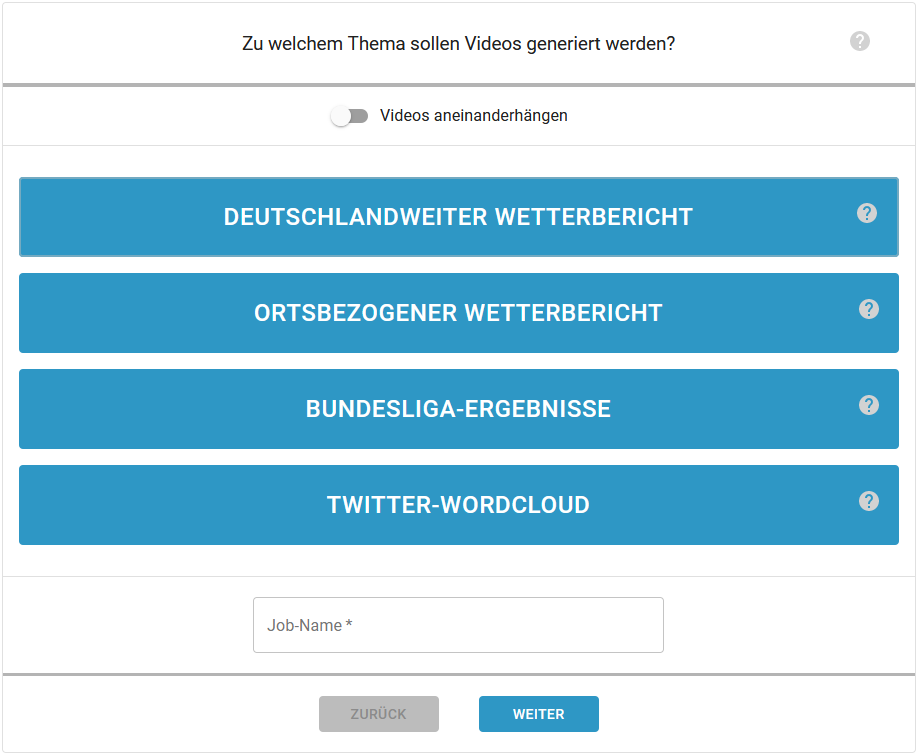 Zu welchem Thema sollen Videos generiert werden?
?
Videos aneinanderhängen
DEUTSCHLANDWEITER WETTERBERICHT
?
ORTSBEZOGENER WETTERBERICHT
?
BUNDESLIGA-ERGEBNISSE
?
TWITTER-WORDCLOUD
?
Job-Name *
ZURÜCK
WEITER